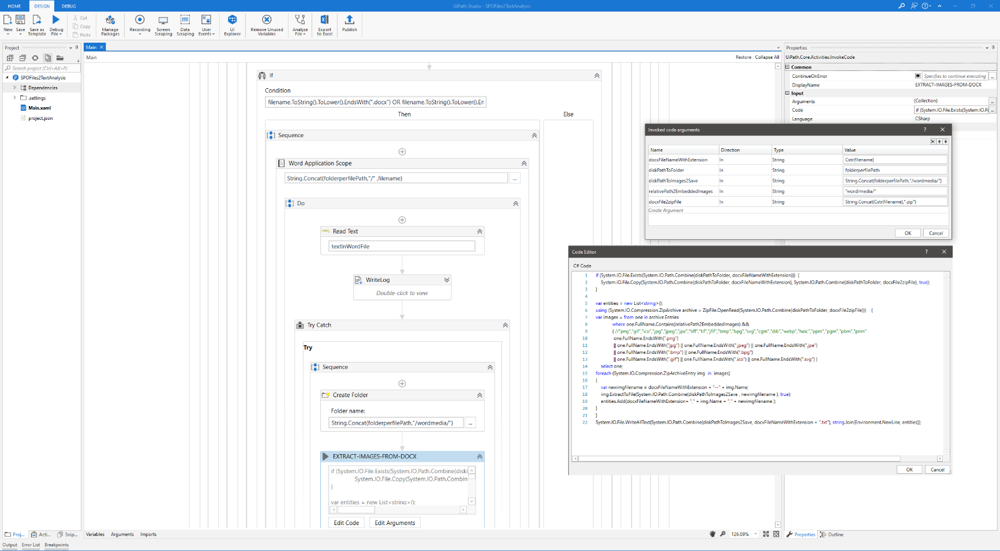 HOME DESIGN DEBUG
UiPath Studio - SPOFiles2TextAnalysis
New
Save
Save as Template
Debug File
Cut
Copy
Paste
Manage Packages
Recording
Screen Scraping
Data Scraping
User Events
UI Explorer
Remove Unused Variables
Analyze File
Export to Excel
Publish
Project
Search project (Ctrl+Alt+P)
SPOFiles2TextAnalysis
Dependencies
.settings
Main.xaml
project.json
Main
Main
Restore Collapse All
If
Condition
filename.ToString().ToLower().EndsWith(".docx") OR filename.ToString().ToLower().En
Then
Else
Sequence
Word Application Scope
String.Concat(folderperfilePath,"/" ,filename)
...
Do
Read Text
textInWordFile
WriteLog
Double-click to view
Try Catch
Try
Sequence
Create Folder
Folder name:
String.Concat(folderperfilePath,"/wordmedia/")
...
EXTRACT-IMAGES-FROM-DOCX
if (System.IO.File.Exists(System.IO.Path.Combine(disk
System.IO.File.Copy(System.IO.Path.Combin
}
var entities = new List<string>();
Edit Code
Edit Arguments
Properties
UiPath.Core.Activities.InvokeCode
Common
ContinueOnError Specifies to continue executing ...
DisplayName EXTRACT-IMAGES-FROM-DOCX
Input
Arguments (Collection) ...
Code if (System.IO.File.Exists(System.IO.Pa ...
Language CSharp
Invoked code arguments ?
Name Direction Type Value
docxFileNameWithExtension In String Cstr(filename)
diskPathToFolder In String folderperfilePath
diskPathToImages2Save In String String.Concat(folderperfilePath,"/wordmedia/")
relativePath2EmbeddedImages In String "word/media/"
docxFile2zipFile In String String.Concat(Cstr(filename),".zip")
Create Argument
OK Cancel
Code Editor ?
C# Code
1 if (System.IO.File.Exists(System.IO.Path.Combine(diskPathToFolder, docxFileNameWithExtension))) {
2 System.IO.File.Copy(System.IO.Path.Combine(diskPathToFolder, docxFileNameWithExtension), System.IO.Path.Combine(diskPathToFolder, docxFile2zipFile), true);
3 }
4
5 var entities = new List<string>();
6 using (System.IO.Compression.ZipArchive archive = ZipFile.OpenRead(System.IO.Path.Combine(diskPathToFolder, docxFile2zipFile))) {
7 var images = from one in archive.Entries
8 where one.FullName.Contains(relativePath2EmbeddedImages) &&
9 ( //"png","gif","ico","jpg","jpeg","jpe","tiff","tif","jfif","bmp","bpg","svg","cgm","dib","webp","heic","ppm","pgm","pbm","pnm"
10 one.FullName.EndsWith(".png")
11 || one.FullName.EndsWith("jpg") || one.FullName.EndsWith(".jpeg") || one.FullName.EndsWith(".jpe")
12 || one.FullName.EndsWith(".bmp") || one.FullName.EndsWith(".bpg")
13 || one.FullName.EndsWith(".gif") || one.FullName.EndsWith(".ico") || one.FullName.EndsWith(".svg") )
14 select one;
15 foreach (System.IO.Compression.ZipArchiveEntry img in images)
16 {
17 var newimgfilename = docxFileNameWithExtension + "--" + img.Name;
18 img.ExtractToFile(System.IO.Path.Combine(diskPathToImages2Save , newimgfilename ), true);
19 entities.Add(docxFileNameWithExtension+ "," + img.Name + "," + newimgfilename );
20 }
21 }
22 System.IO.File.WriteAllText(System.IO.Path.Combine(diskPathToImages2Save, docxFileNameWithExtension + ".txt"), string.Join(Environment.NewLine, entities));
OK Cancel
Proj... Acti... Snip...
Variables Arguments Imports
126.09%
Properties Outline
Output Error List Breakpoints